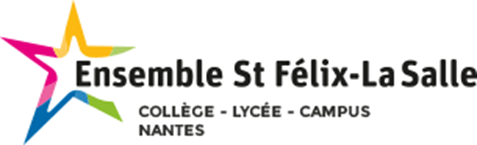 Ensemble St Félix-La Salle
COLLÈGE - LYCÉE - CAMPUS
NANTES